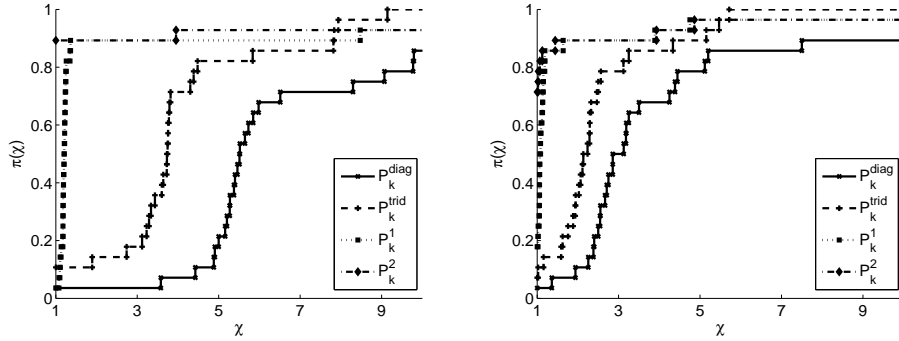 1
0.8
0.6
0.4
0.2
0
π(χ)
1 3 5 7 9
χ
P_k^diag
P_k^trid
P_k^1
P_k^2
1
0.8
0.6
0.4
0.2
0
π(χ)
1 3 5 7 9
χ
P_k^diag
P_k^trid
P_k^1
P_k^2